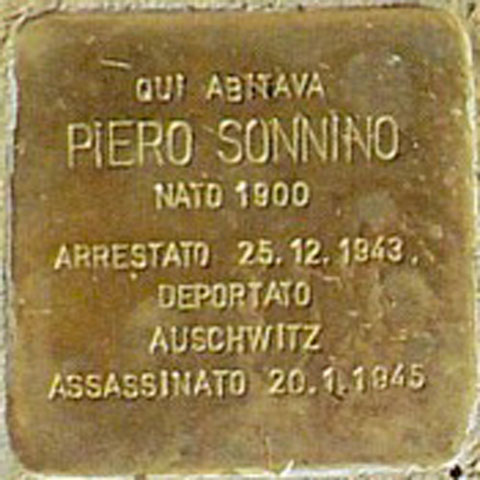 QUI ABITAVA
PIERO SONNINO
NATO 1900
ARRESTATO 25.12.1943.
DEPORTATO
AUSCHWITZ
ASSASSINATO 20.1.1945